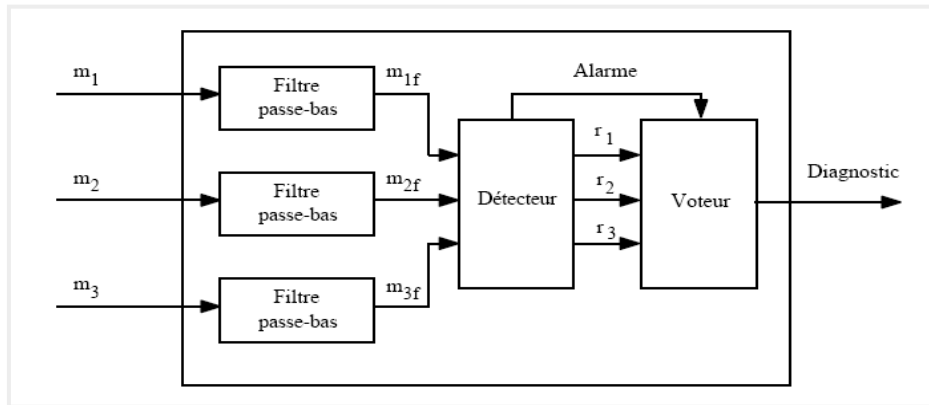 m1
Filtre
passe-bas
m1f
Alarme
m2
Filtre
passe-bas
m2f
Détecteur
r1
r2
r3
Voteur
Diagnostic
m3
Filtre
passe-bas
m3f